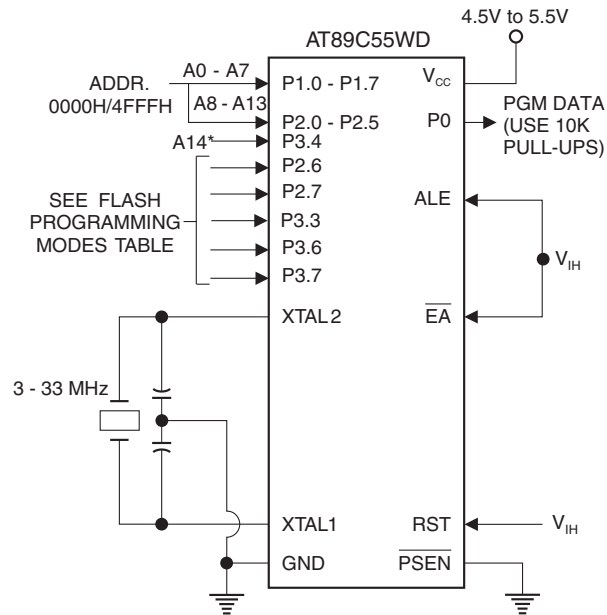 4.5V to 5.5V
AT89C55WD
ADDR.
0000H/4FFFH
A0 - A7
P1.0 - P1.7
VCC
A8 - A13
P2.0 - P2.5
P0
PGM DATA
(USE 10K
PULL-UPS)
A14*
P3.4
SEE FLASH
PROGRAMMING
MODES TABLE
P2.6
P2.7
P3.3
P3.6
P3.7
ALE
VIH
EA
XTAL2
3 - 33 MHz
XTAL1
RST
VIH
GND
PSEN